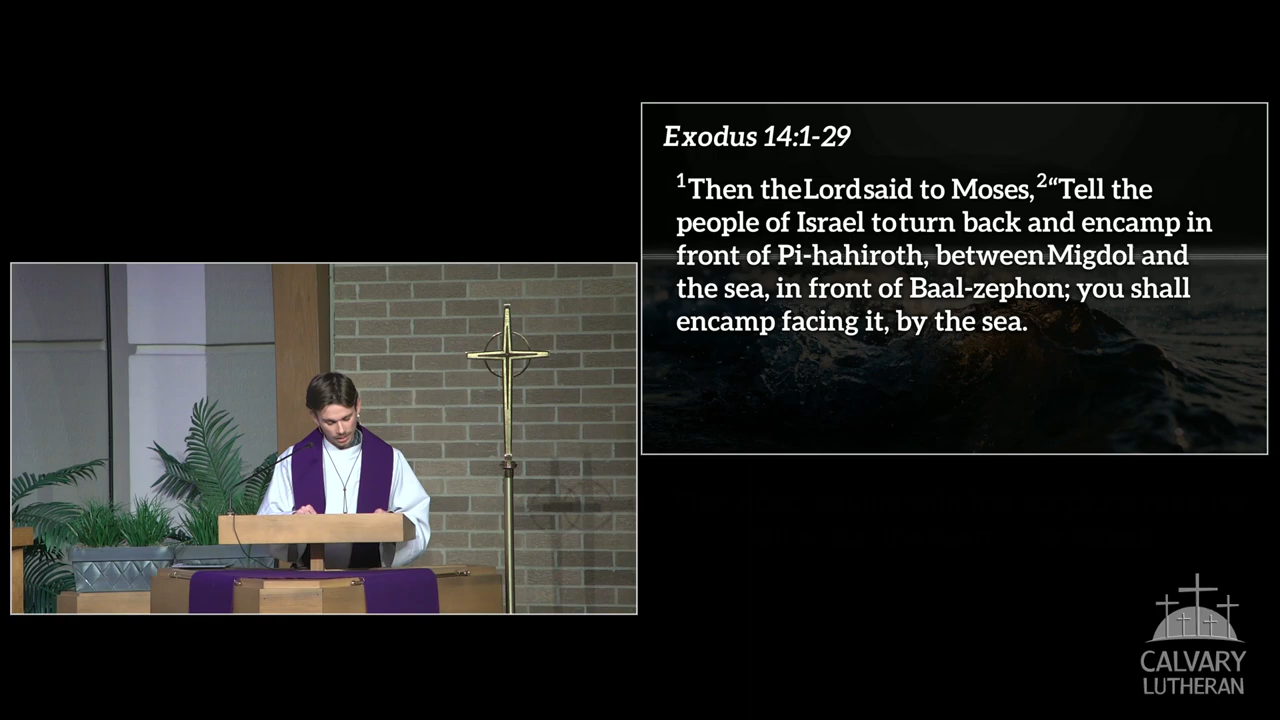 Exodus 14:1-29
1Then theLordsaid to Moses,2“Tell the
people of Israel toturn back and encamp in
front of Pi-hahiroth, betweenMigdol and
the sea, in front of Baal-zephon; you shall
encamp facing it, by the sea.
CALVARY
LUTHERAN